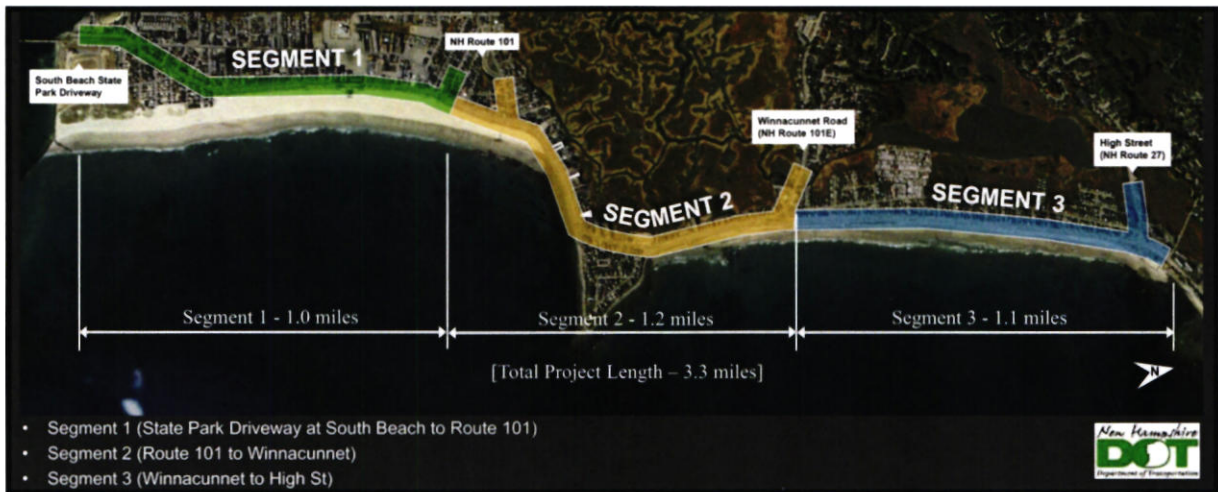 SEGMENT 1
NH Route 101
South Beach State
Park Driveway
Winnacunnet Road
(NH Route 101E)
High Street
(NH Route 27)
SEGMENT 2
SEGMENT 3
Segment 1 - 1.0 miles
Segment 2 - 1.2 miles
Segment 3 - 1.1 miles
[Total Project Length – 3.3 miles]
N
• Segment 1 (State Park Driveway at South Beach to Route 101)
• Segment 2 (Route 101 to Winnacunnet)
• Segment 3 (Winnacunnet to High St)
New Hampshire
DOT
Department of Transportation